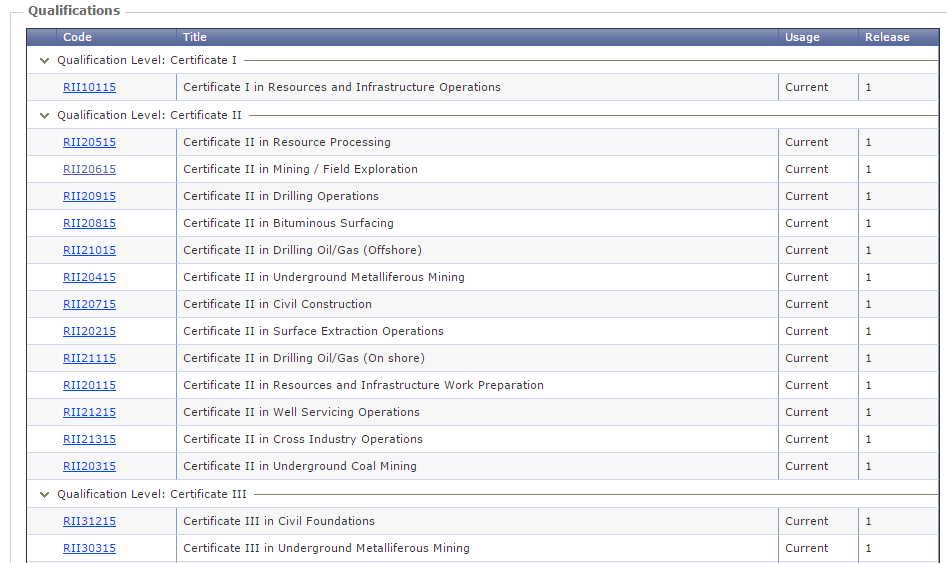 Qualifications
Code Title Usage Release
Qualification Level: Certificate I
RII10115 Certificate I in Resources and Infrastructure Operations Current 1
Qualification Level: Certificate II
RII20515 Certificate II in Resource Processing Current 1
RII20615 Certificate II in Mining / Field Exploration Current 1
RII20915 Certificate II in Drilling Operations Current 1
RII20815 Certificate II in Bituminous Surfacing Current 1
RII21015 Certificate II in Drilling Oil/Gas (Offshore) Current 1
RII20415 Certificate II in Underground Metalliferous Mining Current 1
RII20715 Certificate II in Civil Construction Current 1
RII20215 Certificate II in Surface Extraction Operations Current 1
RII21115 Certificate II in Drilling Oil/Gas (On shore) Current 1
RII20115 Certificate II in Resources and Infrastructure Work Preparation Current 1
RII21215 Certificate II in Well Servicing Operations Current 1
RII21315 Certificate II in Cross Industry Operations Current 1
RII20315 Certificate II in Underground Coal Mining Current 1
Qualification Level: Certificate III
RII31215 Certificate III in Civil Foundations Current 1
RII30315 Certificate III in Underground Metalliferous Mining Current 1